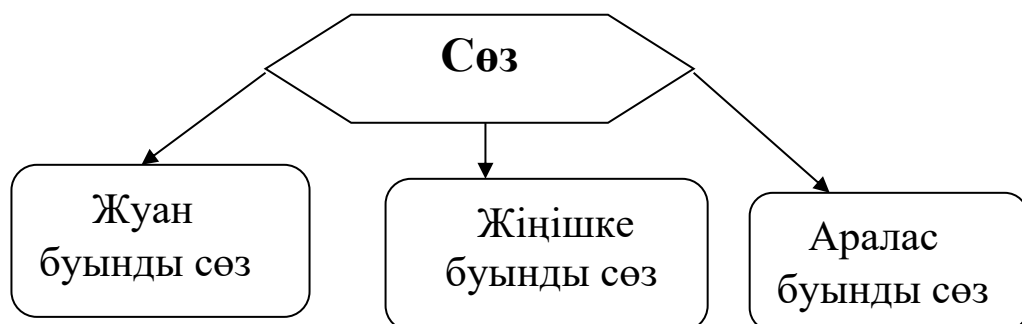 Сөз
Жуан
буынды сөз
Жіңішке
буынды сөз
Аралас
буынды сөз